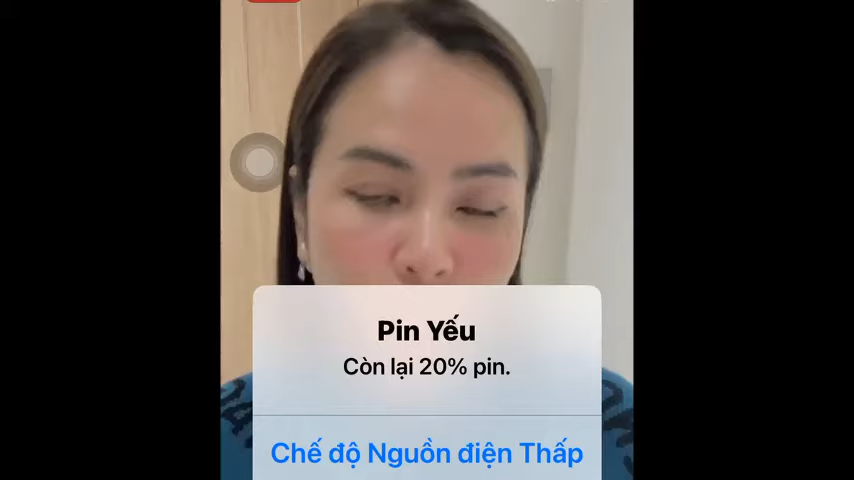 Pin Yếu
Còn lại 20% pin.
Chế độ Nguồn điện Thấp